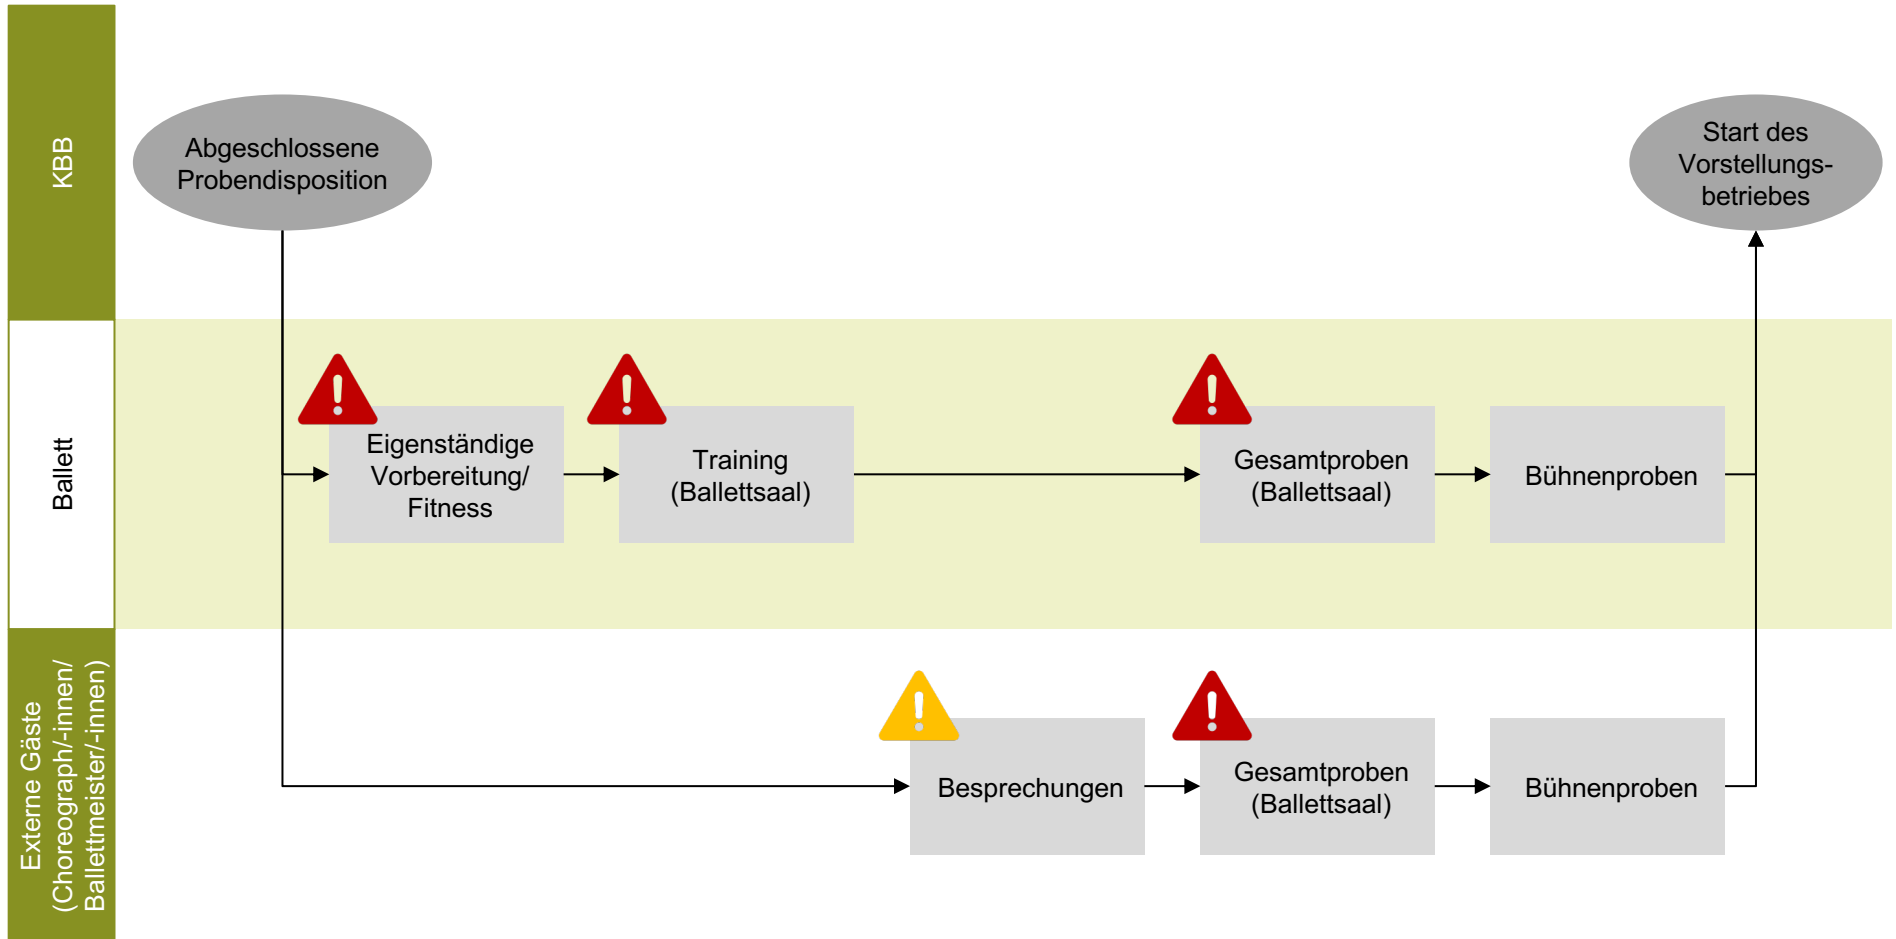 KBB
Abgeschlossene
Probendisposition
Start des
Vorstellungs-
betriebes
Ballett
Eigenständige
Vorbereitung/
Fitness
Training
(Ballettsaal)
Gesamtproben
(Ballettsaal)
Bühnenproben
Externe Gäste
(Choreograph/-innen/
Ballettmeister/-innen)
Besprechungen
Gesamtproben
(Ballettsaal)
Bühnenproben